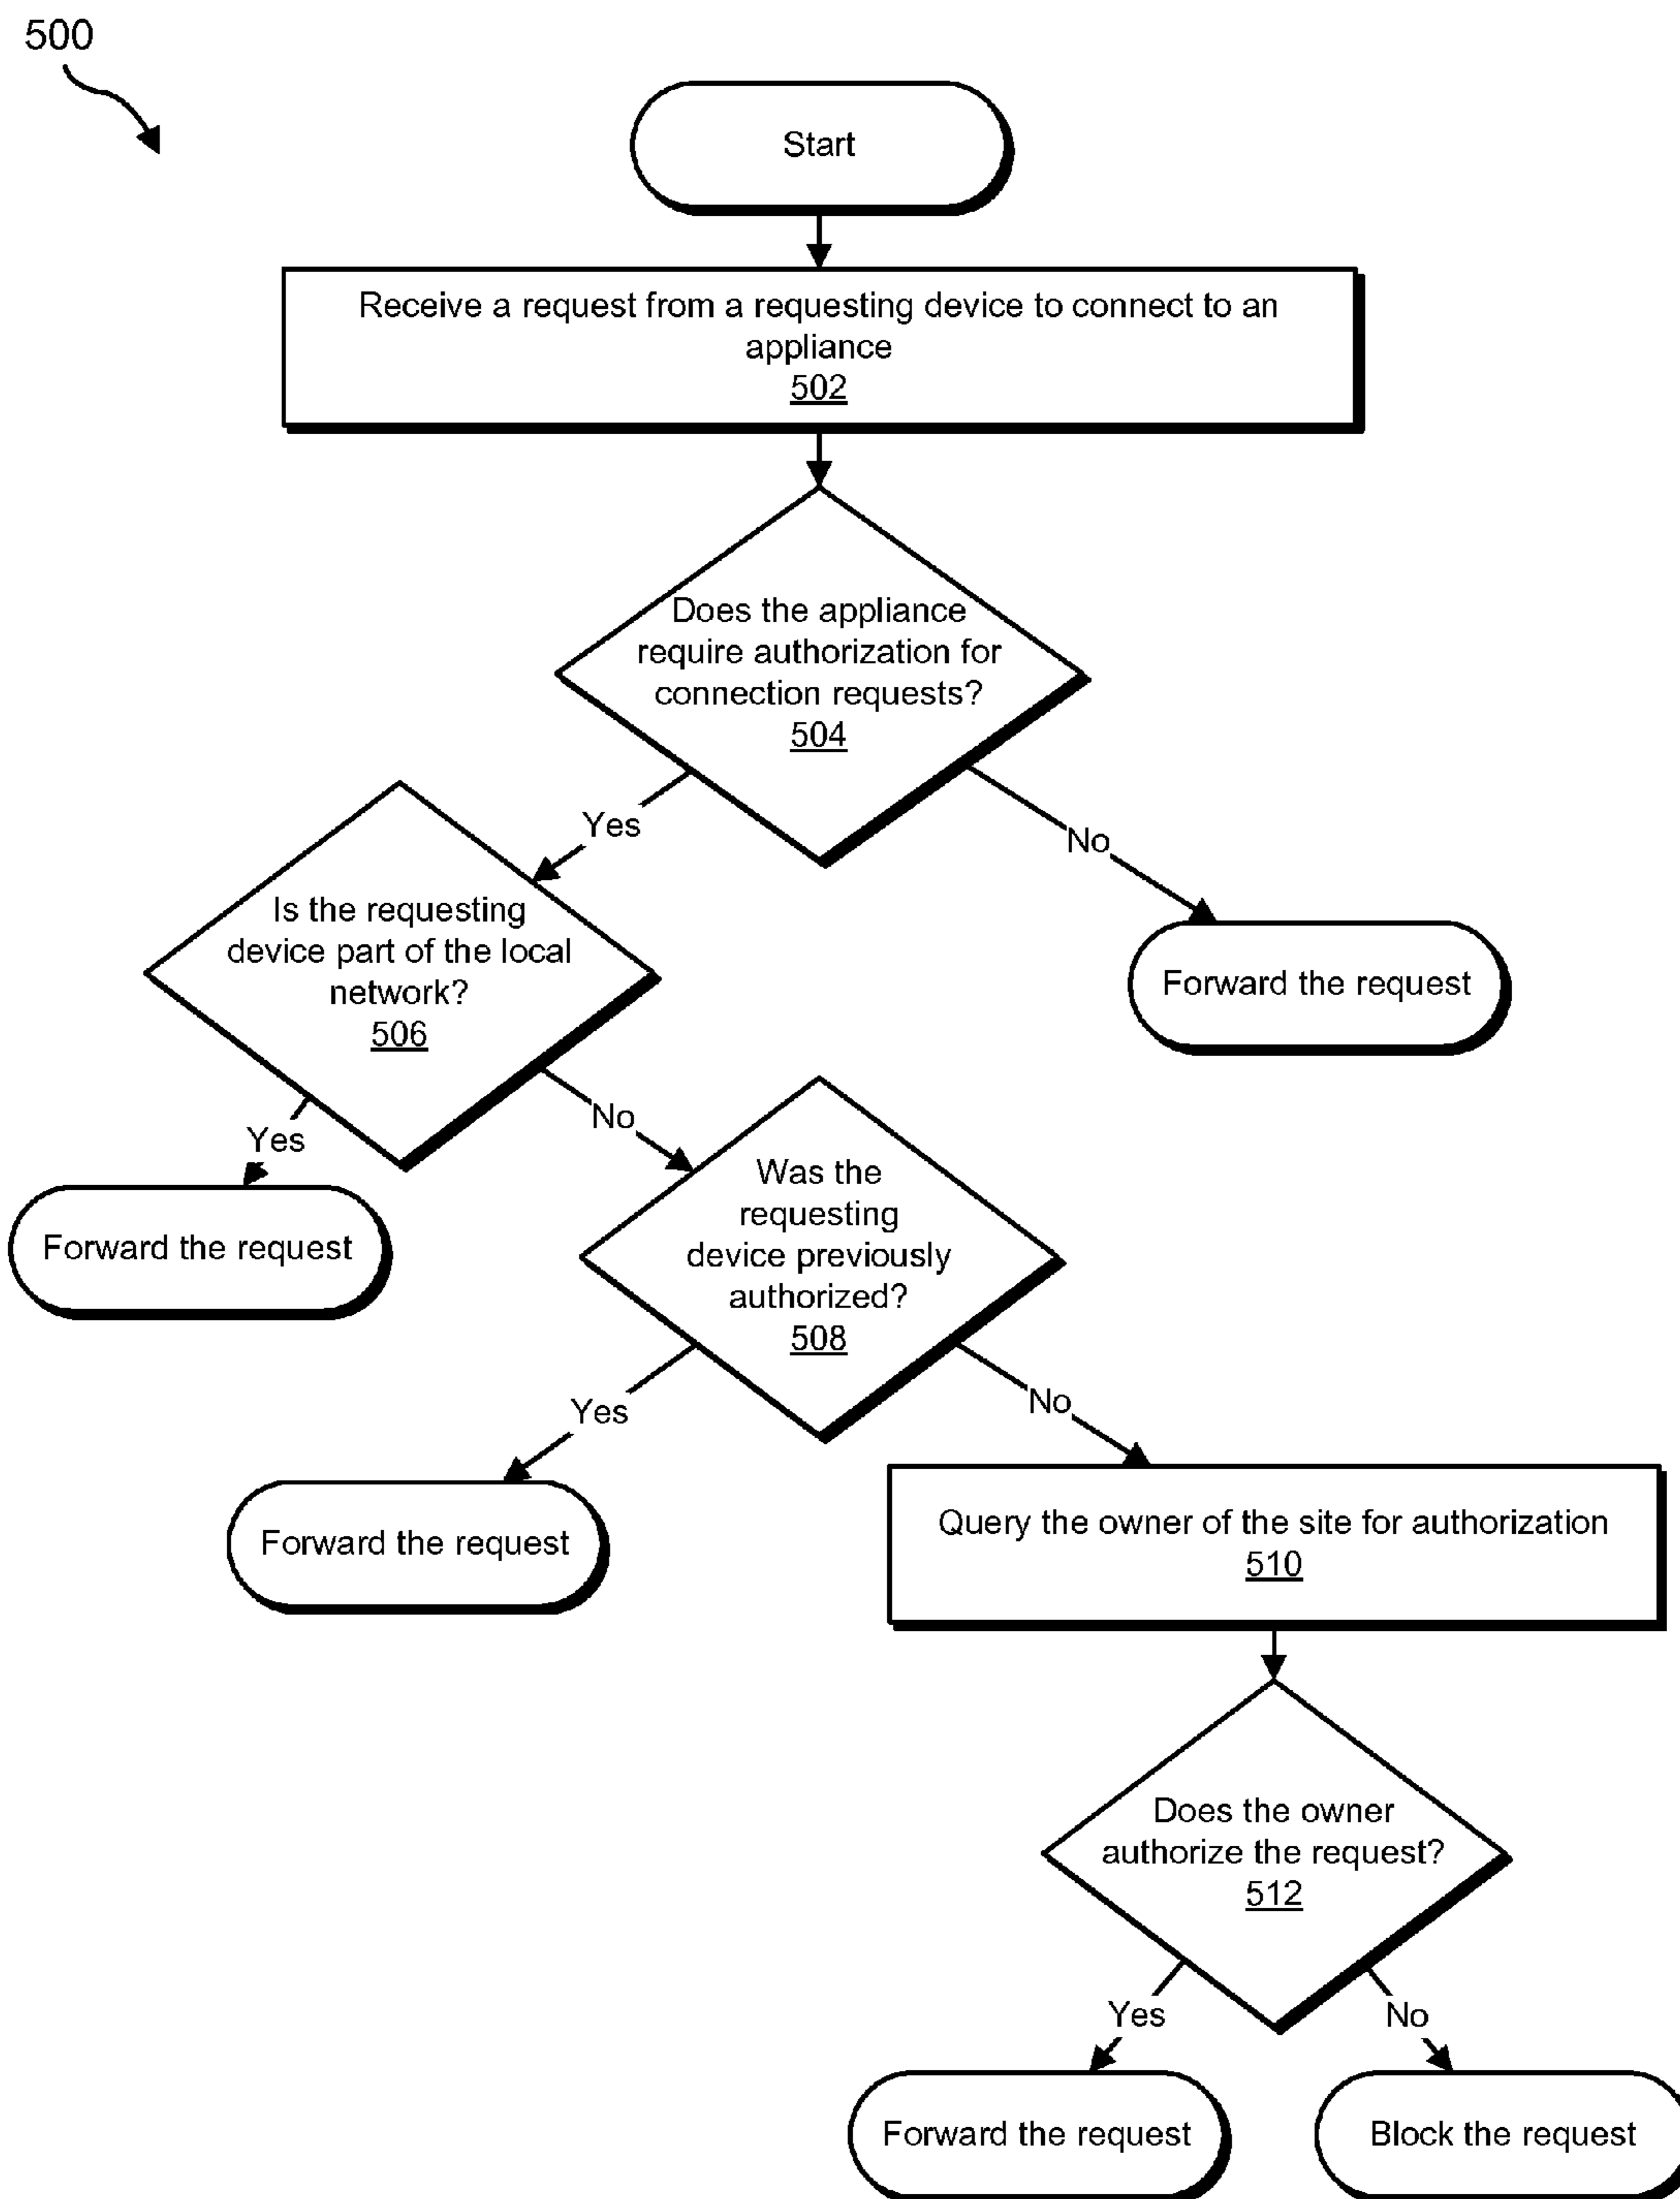 500
Start
Receive a request from a requesting device to connect to an
appliance
502
Does the appliance
require authorization for
connection requests?
504
Yes
No
Is the requesting
device part of the local
network?
506
Forward the request
Yes
No
Forward the request
Was the
requesting
device previously
authorized?
508
Yes
No
Forward the request
Query the owner of the site for authorization
510
Does the owner
authorize the request?
512
Yes
No
Forward the request
Block the request